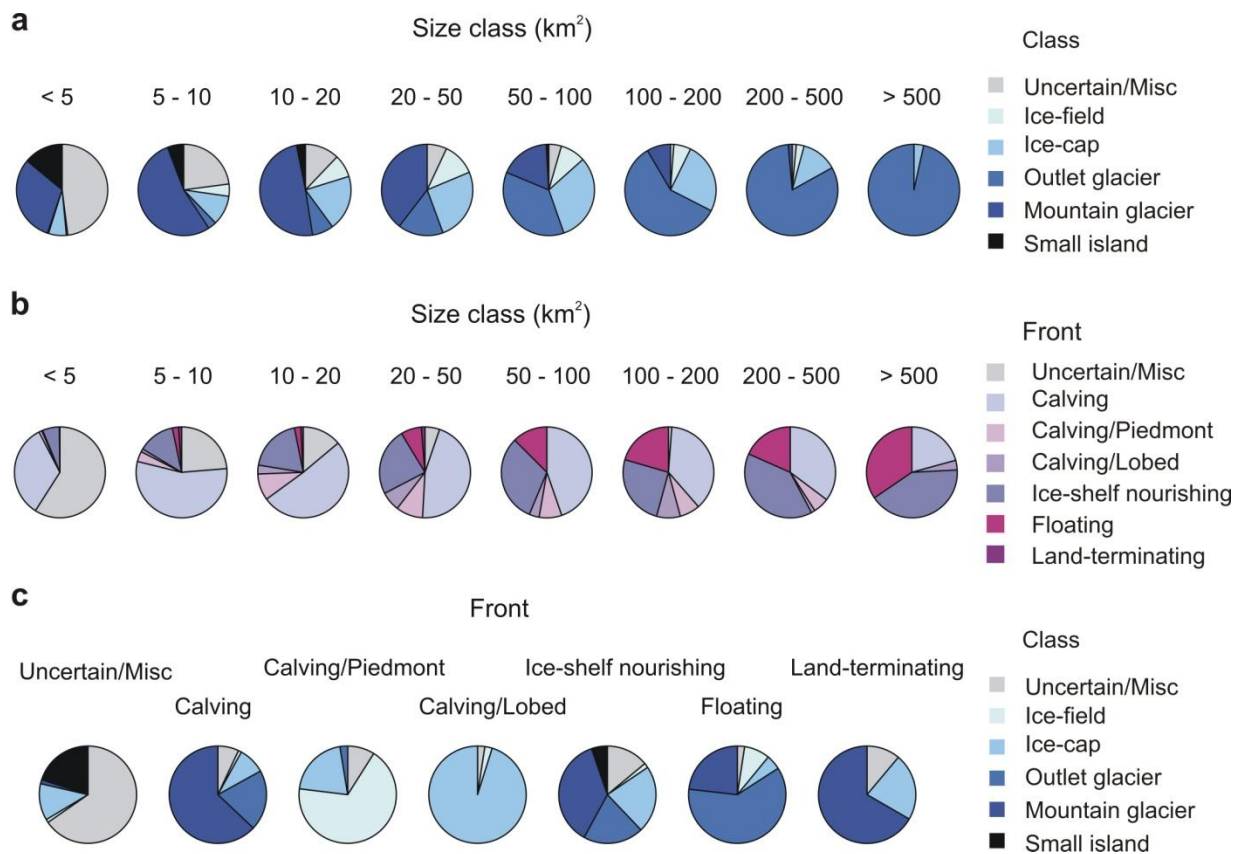 a
Size class (km²)
< 5 5 - 10 10 - 20 20 - 50 50 - 100 100 - 200 200 - 500 > 500
Class
Uncertain/Misc
Ice-field
Ice-cap
Outlet glacier
Mountain glacier
Small island
b
Size class (km²)
< 5 5 - 10 10 - 20 20 - 50 50 - 100 100 - 200 200 - 500 > 500
Front
Uncertain/Misc
Calving
Calving/Piedmont
Calving/Lobed
Ice-shelf nourishing
Floating
Land-terminating
c
Front
Uncertain/Misc Calving/Piedmont Ice-shelf nourishing Land-terminating
Calving Calving/Lobed Floating
Class
Uncertain/Misc
Ice-field
Ice-cap
Outlet glacier
Mountain glacier
Small island